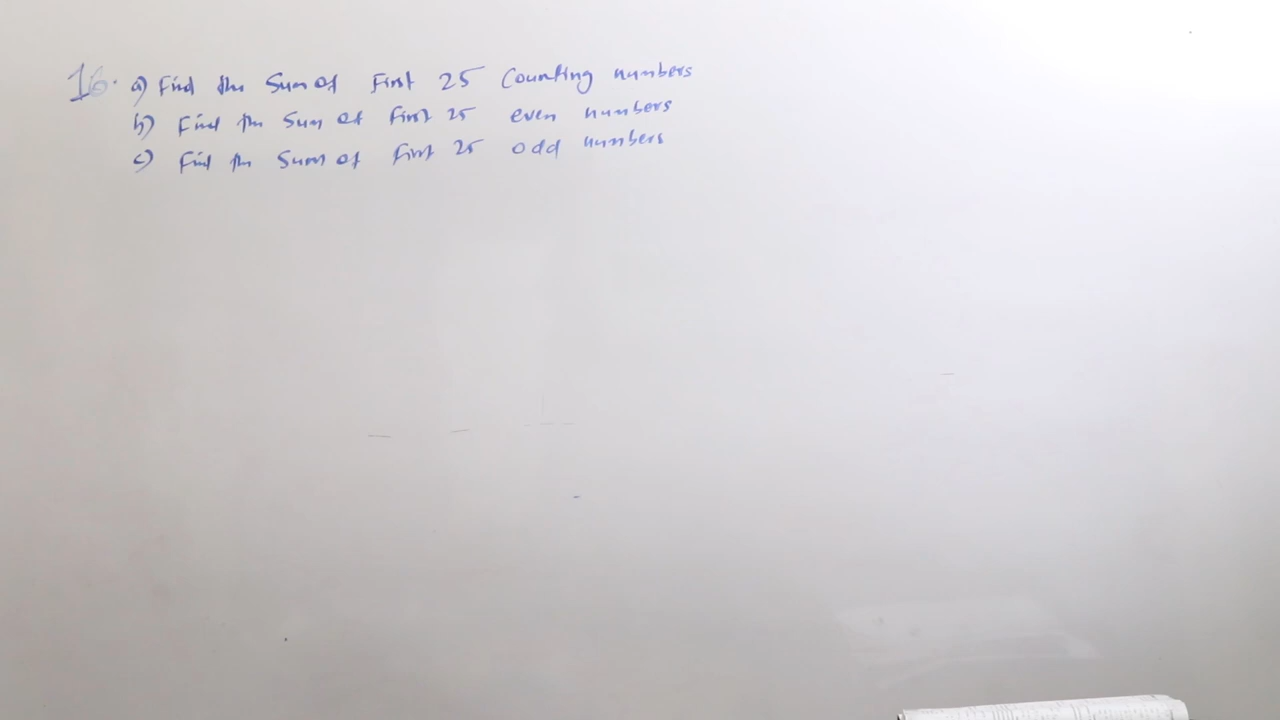 16. a) Find the Sum of First 25 Counting numbers
b) Find the Sum of first 25 even numbers
c) Find the Sum of first 25 odd numbers